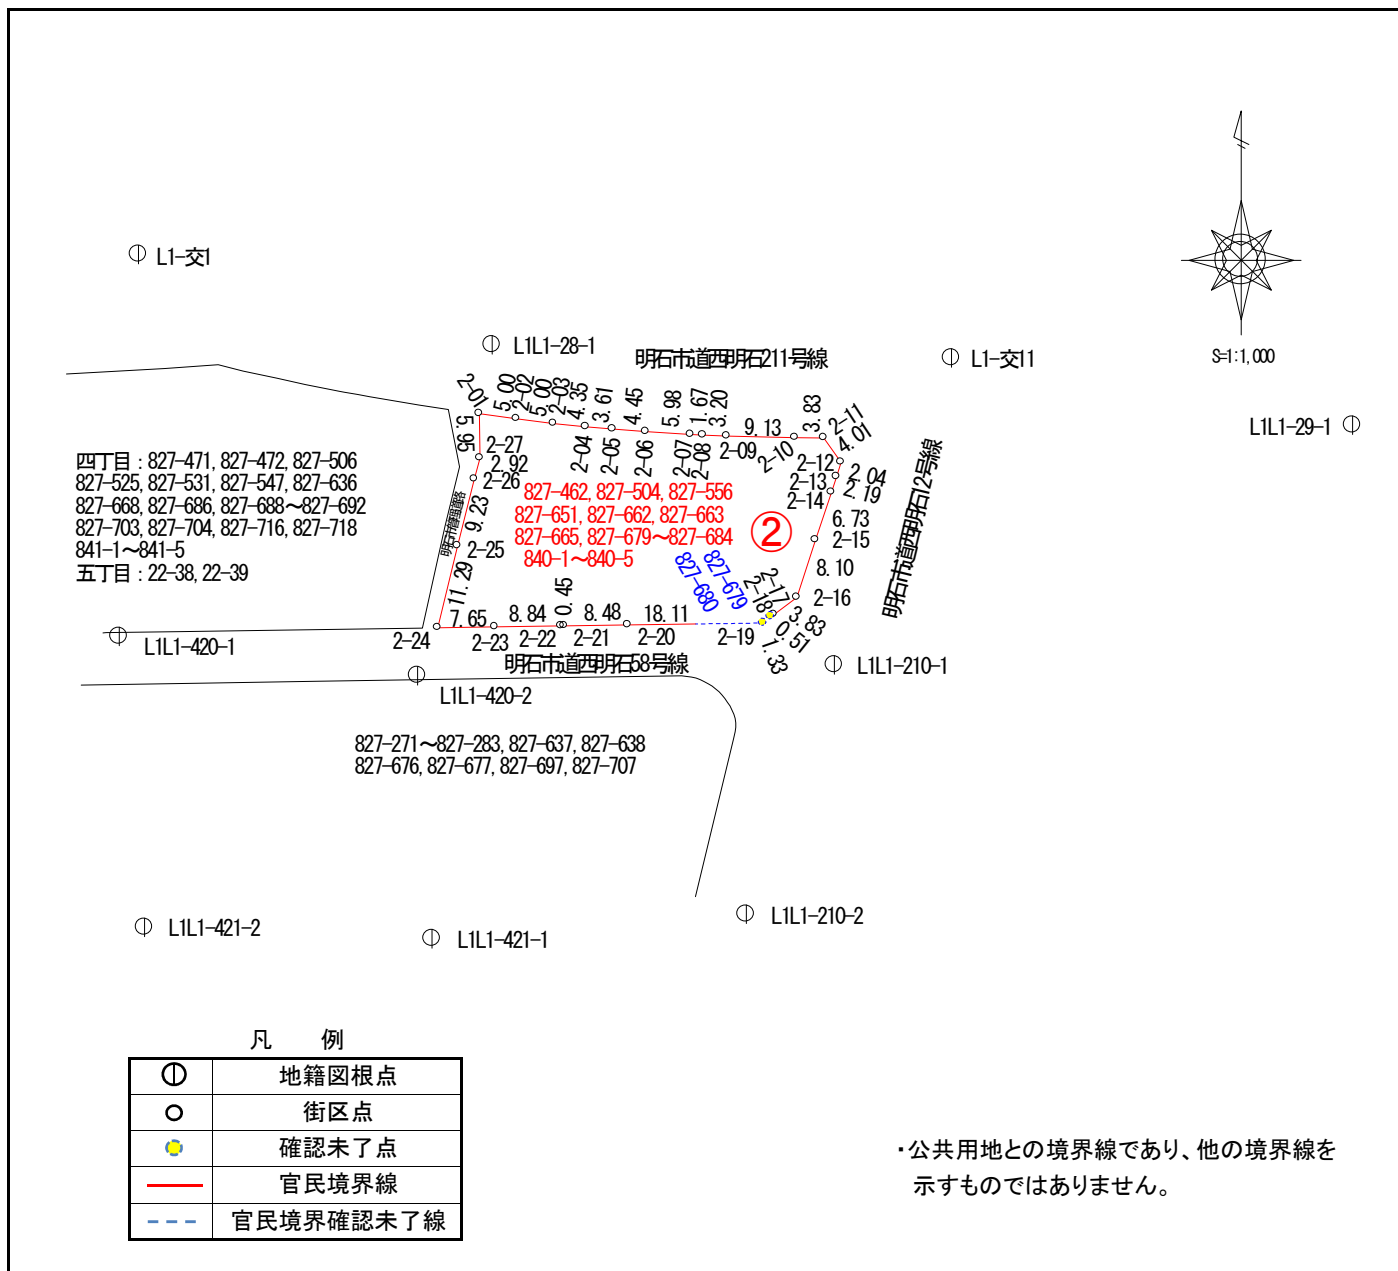 L1-交1
L1L1-28-1
明石市道西明石211号線
L1-交11
S=1:1,000
L1L1-29-1
2-01
5.00
2-02
5.00
2-03
4.35
3.61
4.45
5.98
1.67
3.20
9.13
3.83
2-11
4.01
5.95
2-27
2.92
2-26
2-04
2-05
2-06
2-07
2-08
2-09
2-10
2-12
2.04
2-13
2.19
2-14
6.73
2-15
8.10
2-16
明石市道西明石12号線
四丁目：827-471, 827-472, 827-506
827-525, 827-531, 827-547, 827-636
827-668, 827-686, 827-688～827-692
827-703, 827-704, 827-716, 827-718
841-1～841-5
五丁目：22-38, 22-39
明石市管理道路
9.23
2-25
11.29
827-462, 827-504, 827-556
827-651, 827-662, 827-663
827-665, 827-679～827-684
840-1～840-5
②
827-679
827-680
2-17
2-18
3.83
0.51
1.33
7.65
8.84
0.45
8.48
18.11
2-24
2-23
2-22
2-21
2-20
2-19
明石市道西明石58号線
L1L1-420-1
L1L1-420-2
L1L1-210-1
827-271～827-283, 827-637, 827-638
827-676, 827-677, 827-697, 827-707
L1L1-421-2
L1L1-421-1
L1L1-210-2
凡　例
地籍図根点
街区点
確認未了点
官民境界線
官民境界確認未了線
・公共用地との境界線であり、他の境界線を
示すものではありません。